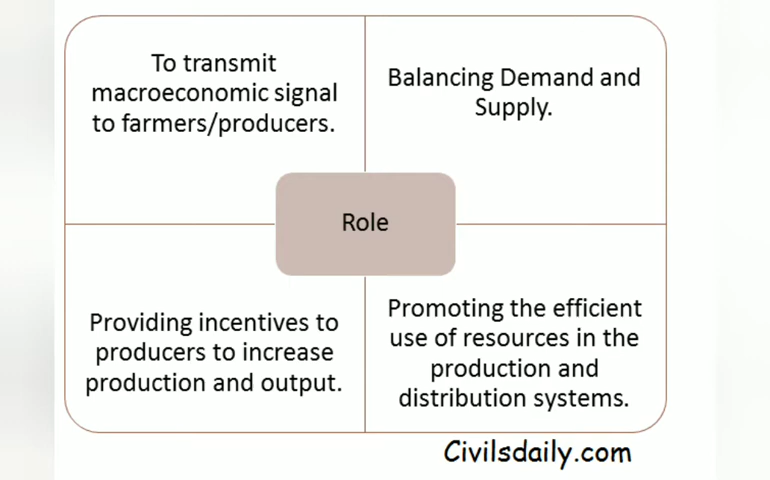 To transmit
macroeconomic signal
to farmers/producers.
Balancing Demand and
Supply.
Role
Providing incentives to
producers to increase
production and output.
Promoting the efficient
use of resources in the
production and
distribution systems.
Civilsdaily.com